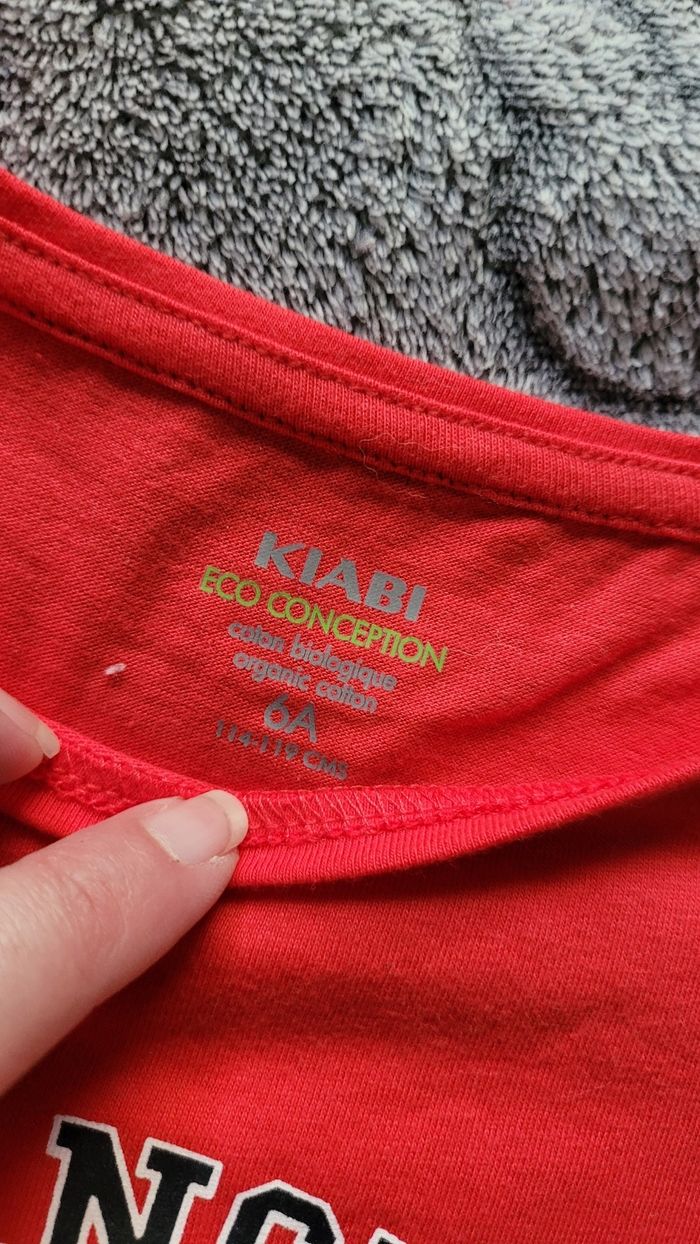 KIABI
ECO CONCEPTION
coton biologique
organic cotton
6A
114-119 CMS